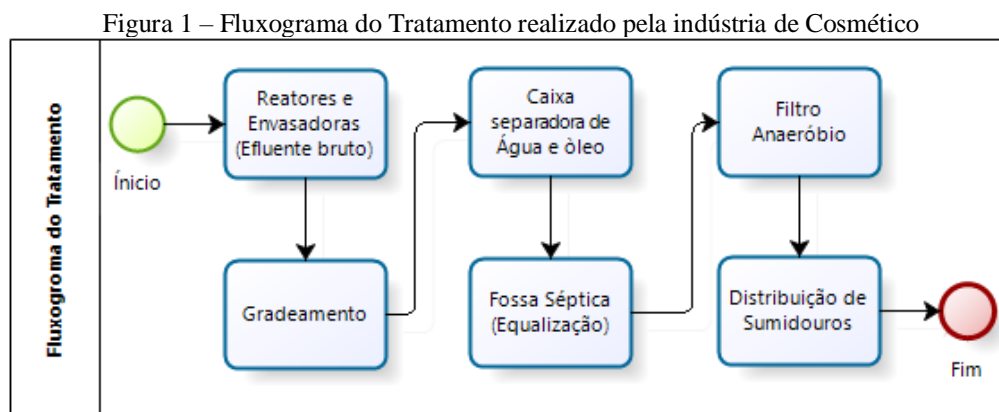 Figura 1 – Fluxograma do Tratamento realizado pela indústria de Cosmético
Fluxogroma do Tratamento
Ínicio
Reatores e
Envasadoras
(Efluente bruto)
Gradeamento
Caixa
separadora de
Água e òleo
Fossa Séptica
(Equalização)
Filtro
Anaeróbio
Distribuição de
Sumidouros
Fim